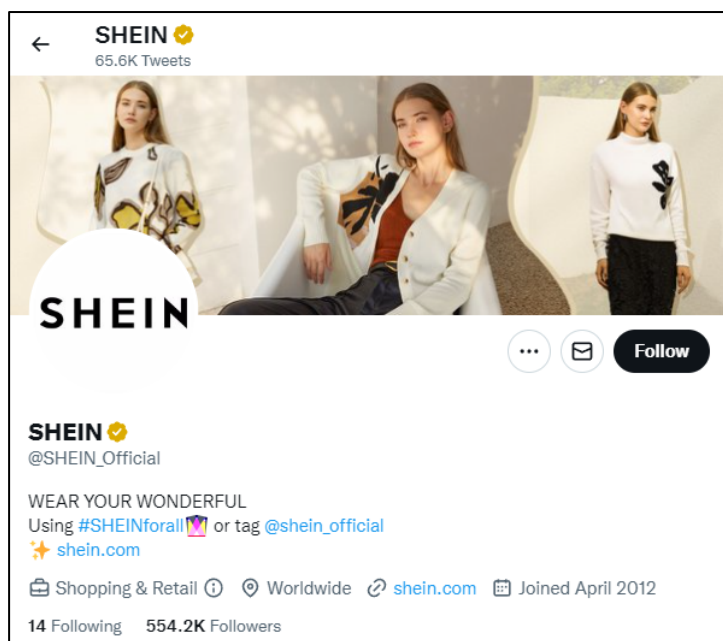 SHEIN
65.6K Tweets
SHEIN
Follow
SHEIN
@SHEIN_Official
WEAR YOUR WONDERFUL
Using #SHEINforall or tag @shein_official
shein.com
Shopping & Retail Worldwide shein.com Joined April 2012
14 Following 554.2K Followers